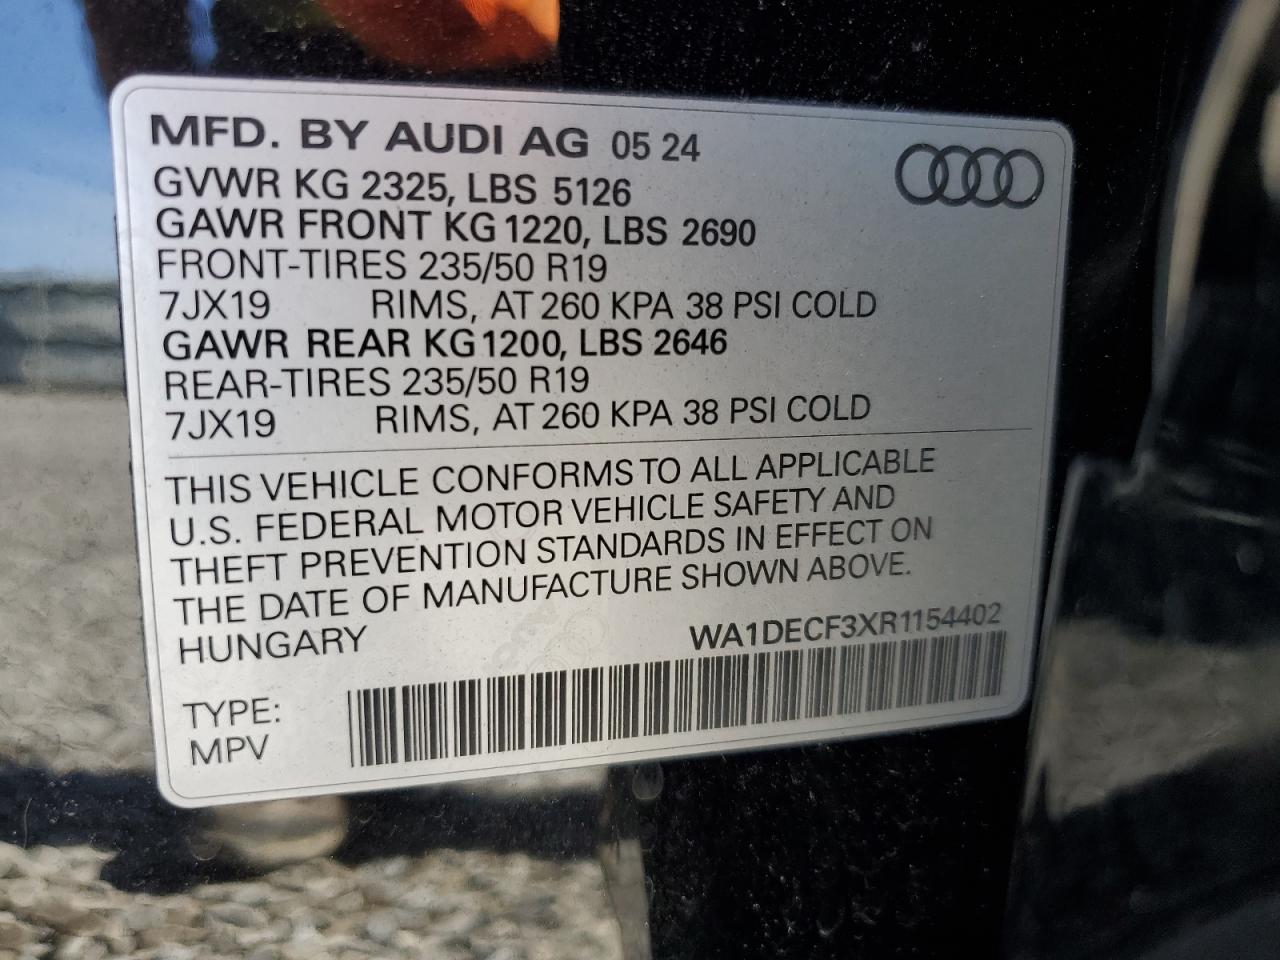 MFD. BY AUDI AG 05 24
GVWR KG 2325, LBS 5126
GAWR FRONT KG 1220, LBS 2690
FRONT-TIRES 235/50 R19
7JX19 RIMS, AT 260 KPA 38 PSI COLD
GAWR REAR KG 1200, LBS 2646
REAR-TIRES 235/50 R19
7JX19 RIMS, AT 260 KPA 38 PSI COLD
THIS VEHICLE CONFORMS TO ALL APPLICABLE
U.S. FEDERAL MOTOR VEHICLE SAFETY AND
THEFT PREVENTION STANDARDS IN EFFECT ON
THE DATE OF MANUFACTURE SHOWN ABOVE.
HUNGARY WA1DECF3XR1154402
TYPE:
MPV